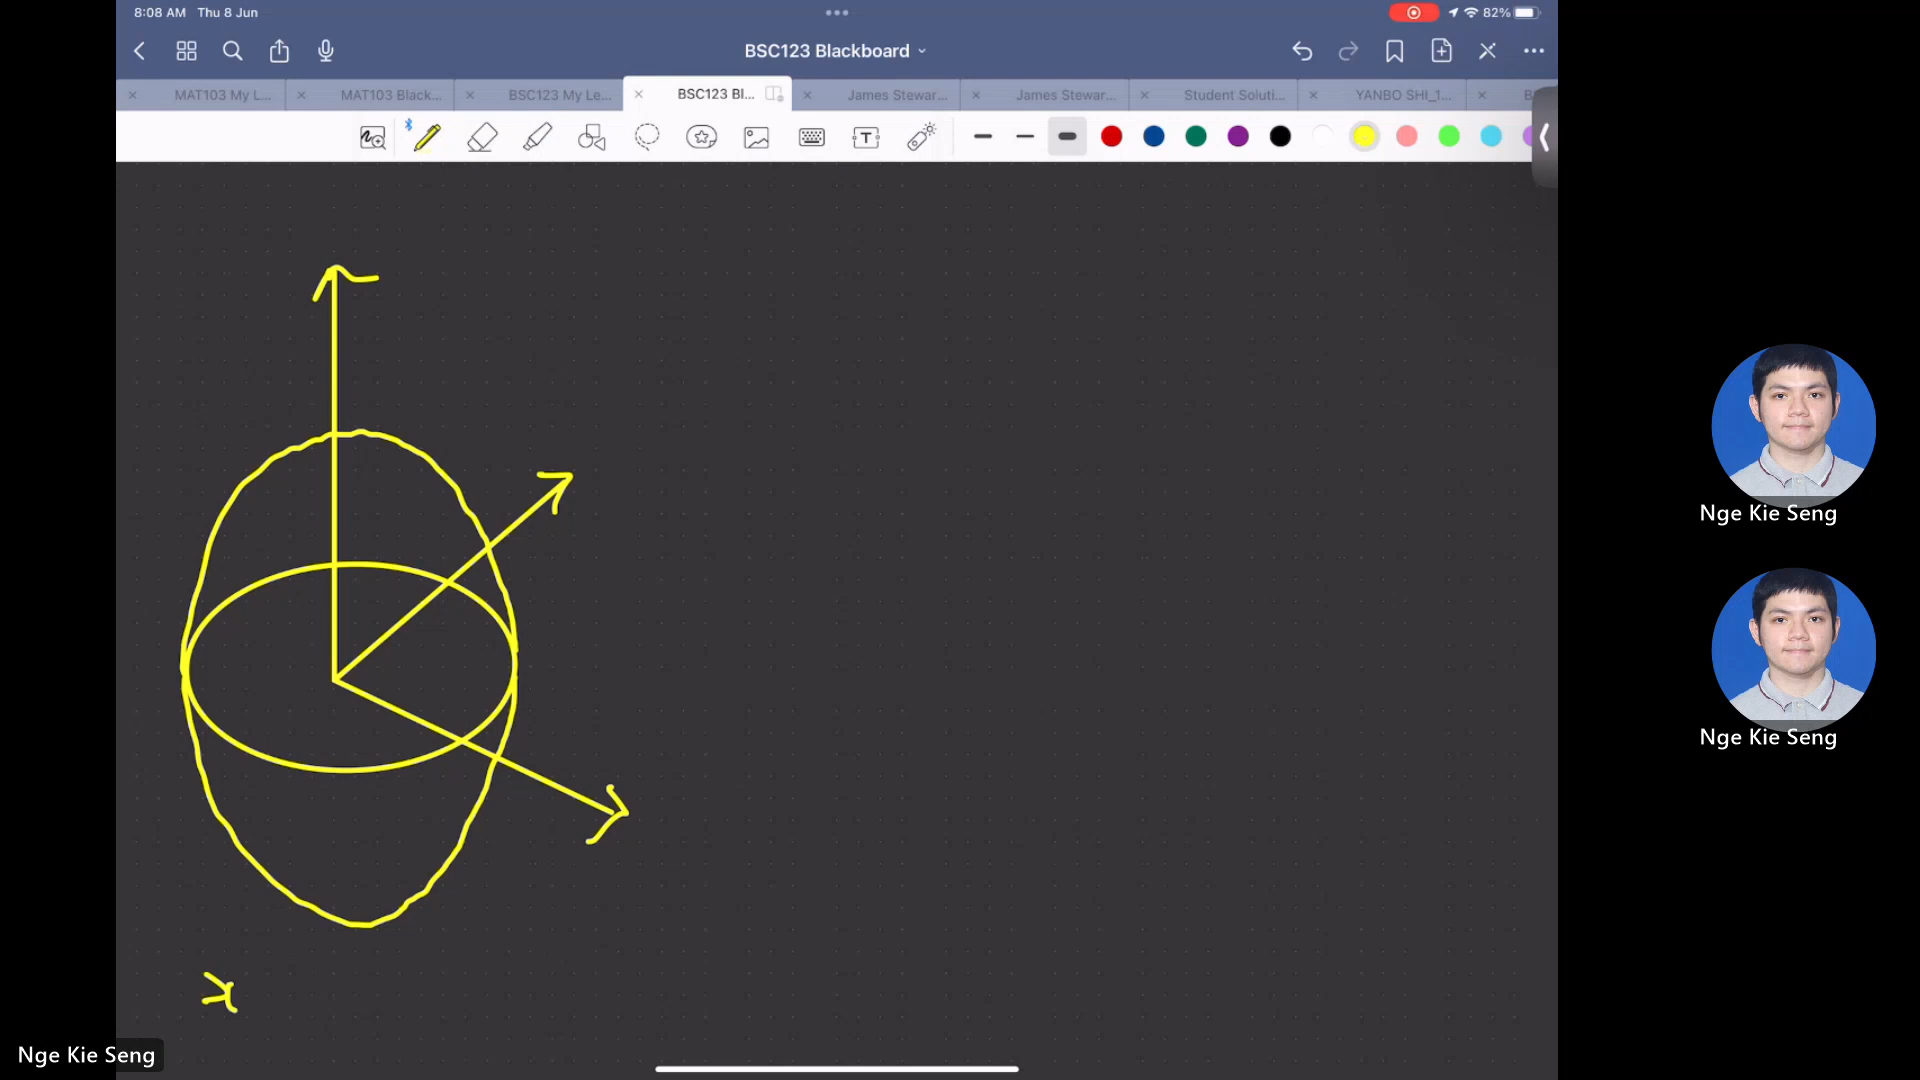 8:08 AM Thu 8 Jun
82%
BSC123 Blackboard
MAT103 My L...
MAT103 Black...
BSC123 My Le...
BSC123 Bl...
James Stewar...
James Stewar...
Student Soluti...
YANBO SHI_1...
B
T
x
Nge Kie Seng
Nge Kie Seng
Nge Kie Seng